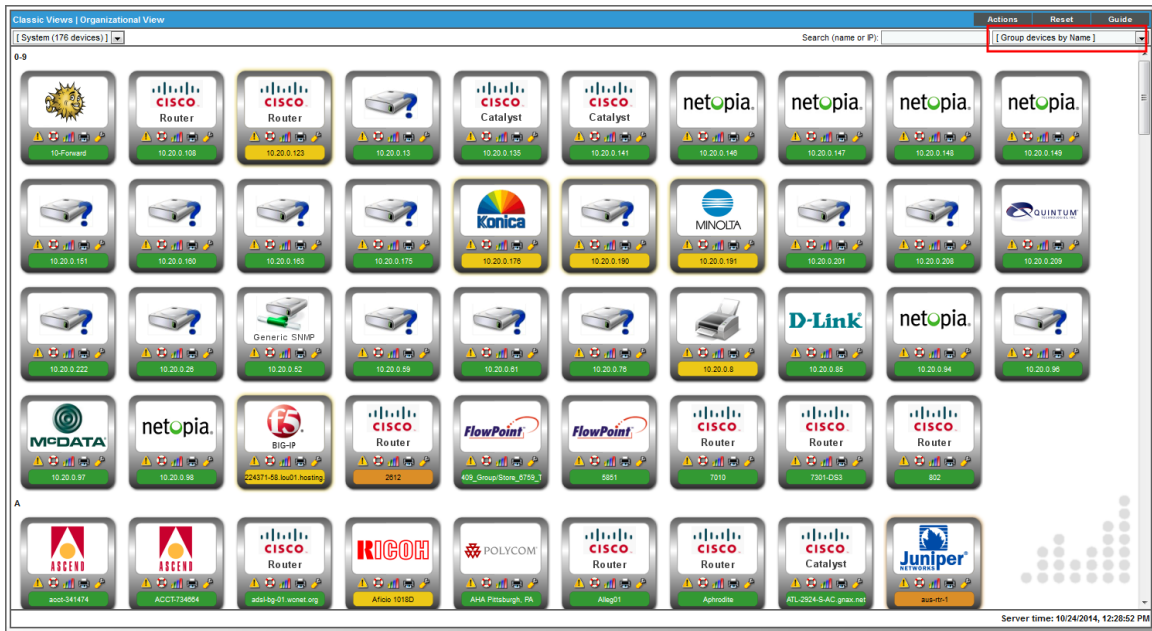 Classic Views | Organizational View
Actions Reset Guide
[ System (176 devices) ]
Search (name or IP):
[ Group devices by Name ]
0-9
CISCO CISCO CISCO CISCO netopia. netopia. netopia. netopia.
Router Router Catalyst Catalyst
10-Forward 10.20.0.108 10.20.0.123 10.20.0.13 10.20.0.135 10.20.0.141 10.20.0.146 10.20.0.147 10.20.0.148 10.20.0.149
Konica MINOLTA QUINTUM
10.20.0.151 10.20.0.160 10.20.0.163 10.20.0.175 10.20.0.176 10.20.0.190 10.20.0.191 10.20.0.201 10.20.0.208 10.20.0.209
Generic SNMP D-Link netopia.
10.20.0.222 10.20.0.26 10.20.0.52 10.20.0.59 10.20.0.61 10.20.0.76 10.20.0.8 10.20.0.85 10.20.0.94 10.20.0.96
McDATA netopia. f5 CISCO FlowPoint FlowPoint CISCO CISCO CISCO
BIG-IP Router Router Router Router
10.20.0.97 10.20.0.98 224371-58.lou01.hosting 2612 409_Group/Store_6759_1 5851 7010 7301-DS3 802
A
ASCEND ASCEND CISCO RICOH POLYCOM CISCO CISCO CISCO Juniper
Router Router Router Catalyst NETWORKS
acct-341474 ACCT-734664 adsl-bg-01.wcnet.org Aficio 1018D AHA Pittsburgh, PA Alleg01 Aphrodite ATL-2924-S-AC.gnax.net aus-rtr-1
Server time: 10/24/2014, 12:28:52 PM